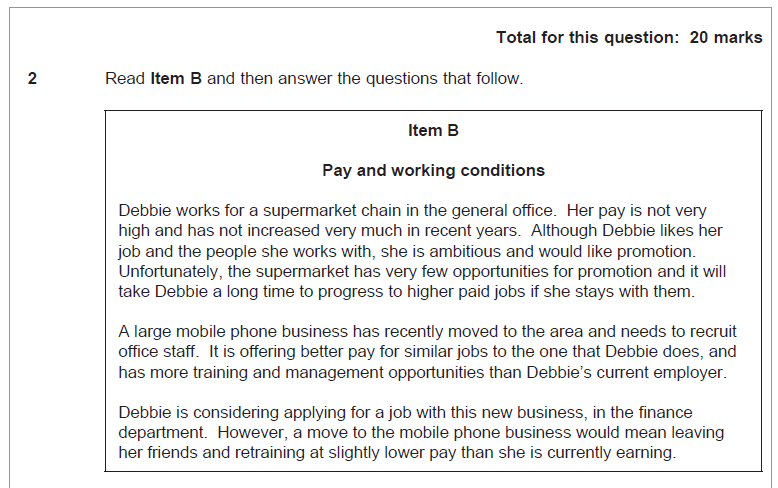 Total for this question: 20 marks
2 Read Item B and then answer the questions that follow.
Item B
Pay and working conditions
Debbie works for a supermarket chain in the general office. Her pay is not very
high and has not increased very much in recent years. Although Debbie likes her
job and the people she works with, she is ambitious and would like promotion.
Unfortunately, the supermarket has very few opportunities for promotion and it will
take Debbie a long time to progress to higher paid jobs if she stays with them.
A large mobile phone business has recently moved to the area and needs to recruit
office staff. It is offering better pay for similar jobs to the one that Debbie does, and
has more training and management opportunities than Debbie's current employer.
Debbie is considering applying for a job with this new business, in the finance
department. However, a move to the mobile phone business would mean leaving
her friends and retraining at slightly lower pay than she is currently earning.